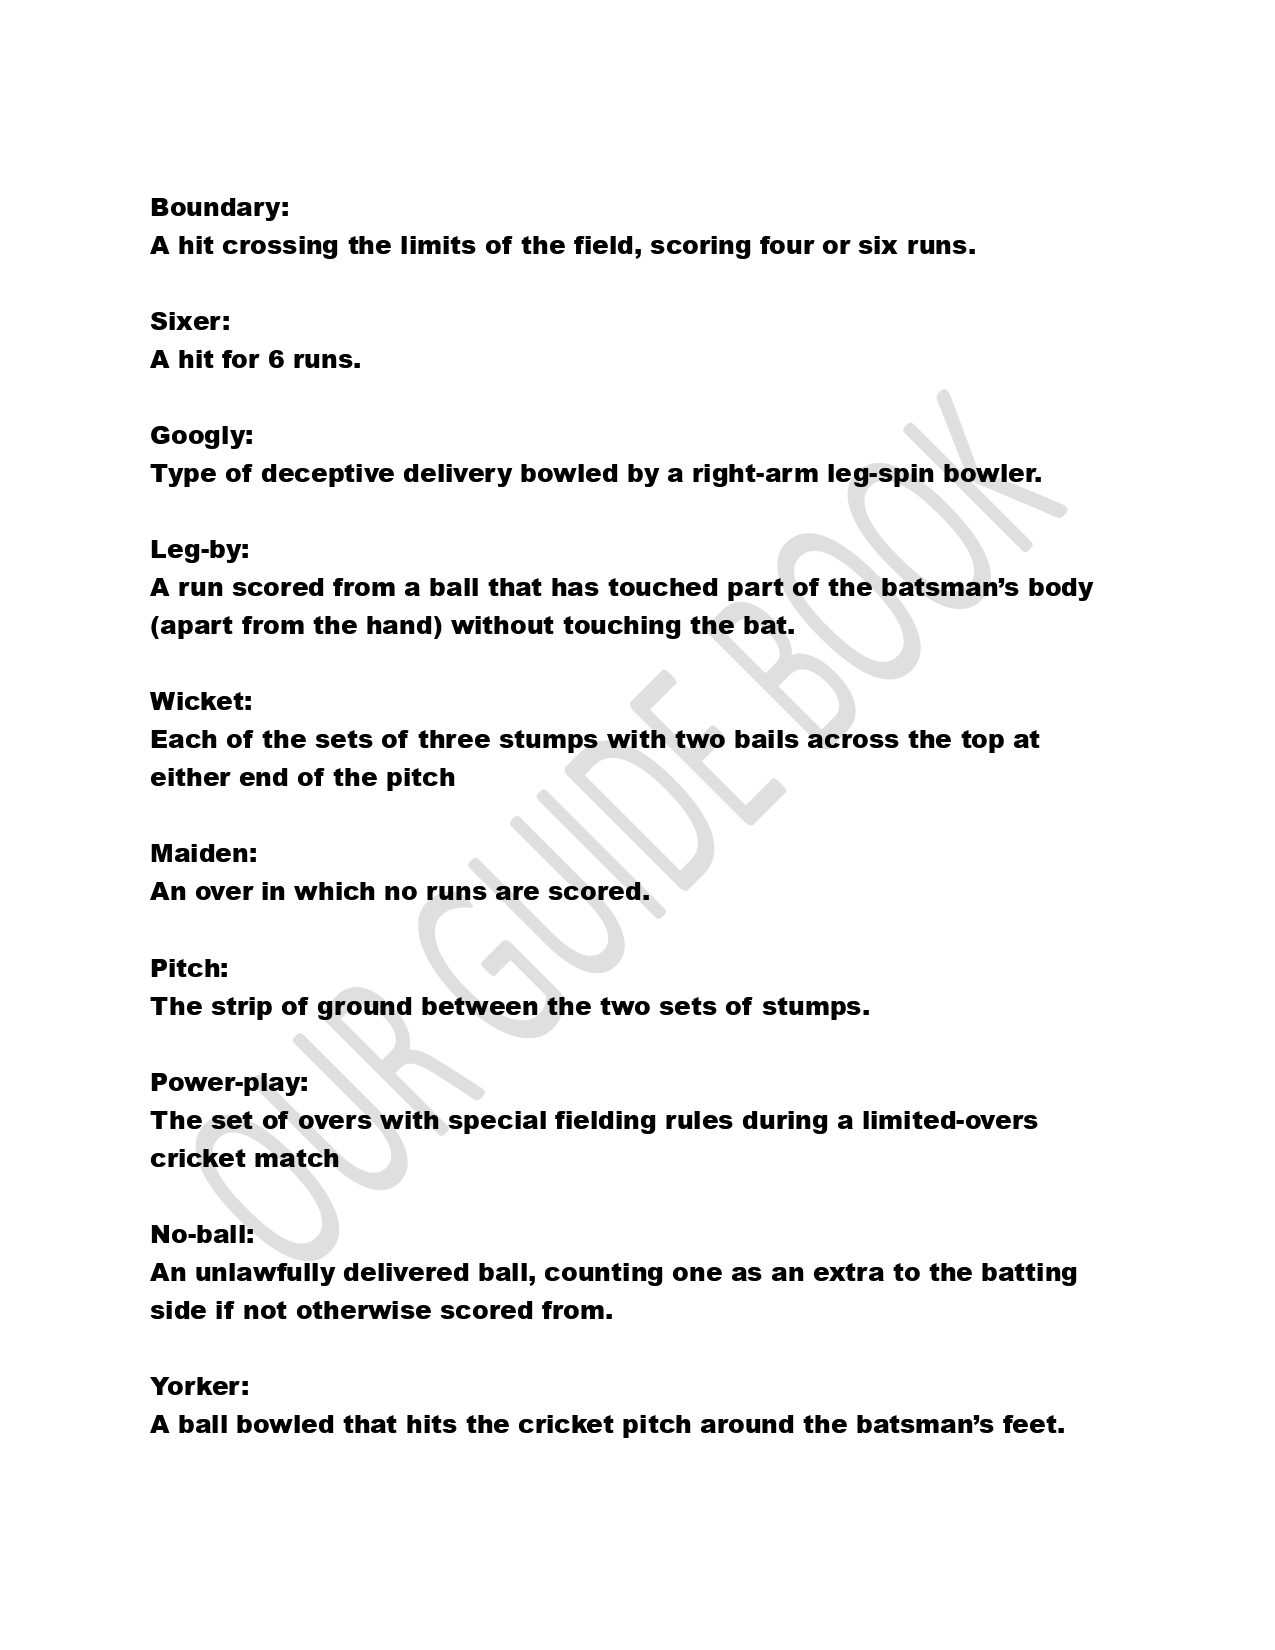 Boundary:
A hit crossing the limits of the field, scoring four or six runs.
Sixer:
A hit for 6 runs.
Googly:
Type of deceptive delivery bowled by a right-arm leg-spin bowler.
Leg-by:
A run scored from a ball that has touched part of the batsman’s body
(apart from the hand) without touching the bat.
Wicket:
Each of the sets of three stumps with two bails across the top at
either end of the pitch
Maiden:
An over in which no runs are scored.
Pitch:
The strip of ground between the two sets of stumps.
Power-play:
The set of overs with special fielding rules during a limited-overs
cricket match
No-ball:
An unlawfully delivered ball, counting one as an extra to the batting
side if not otherwise scored from.
Yorker:
A ball bowled that hits the cricket pitch around the batsman’s feet.
OUR GUIDE BOOK